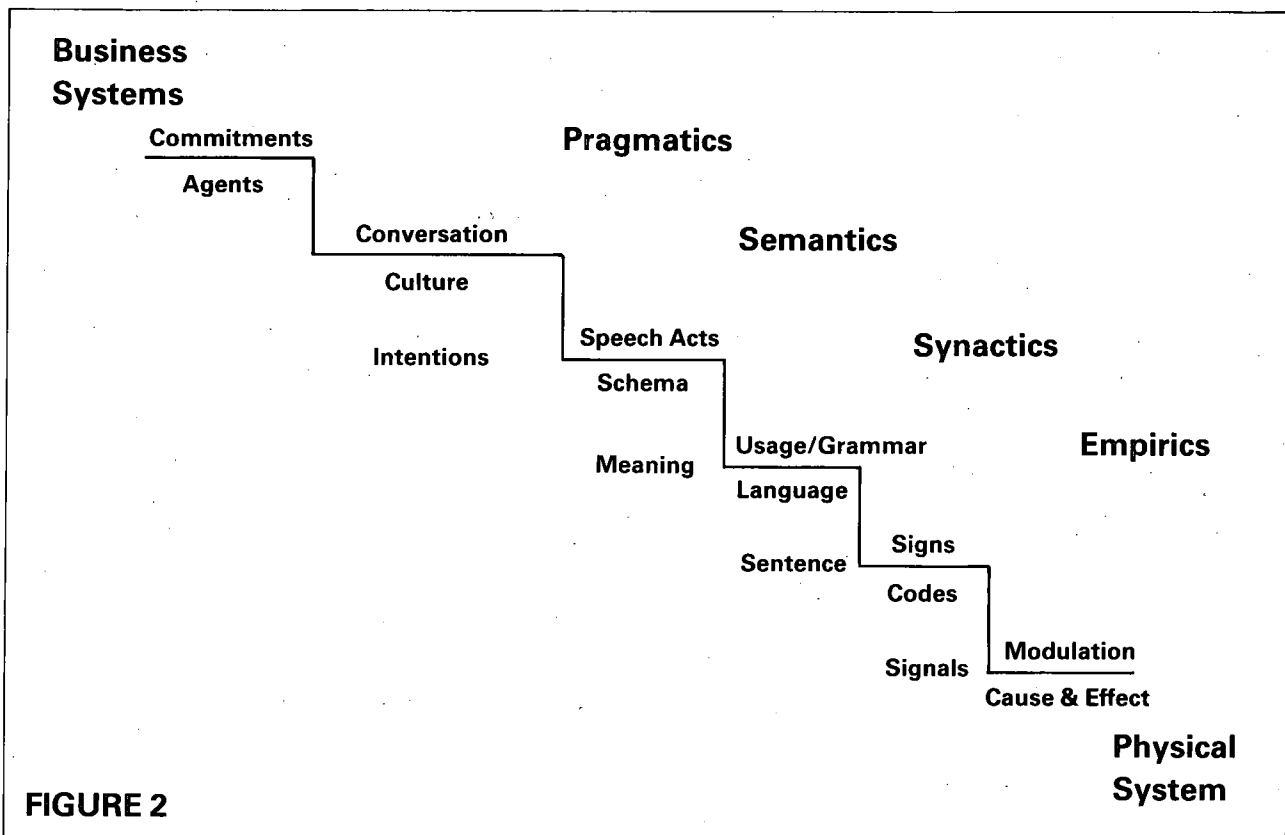 Business
Systems
Commitments
Pragmatics
Agents
Conversation
Semantics
Culture
Speech Acts
Synactics
Intentions
Schema
Usage/Grammar
Empirics
Meaning
Language
Signs
Sentence
Codes
Modulation
Signals
Cause & Effect
Physical
System
FIGURE 2